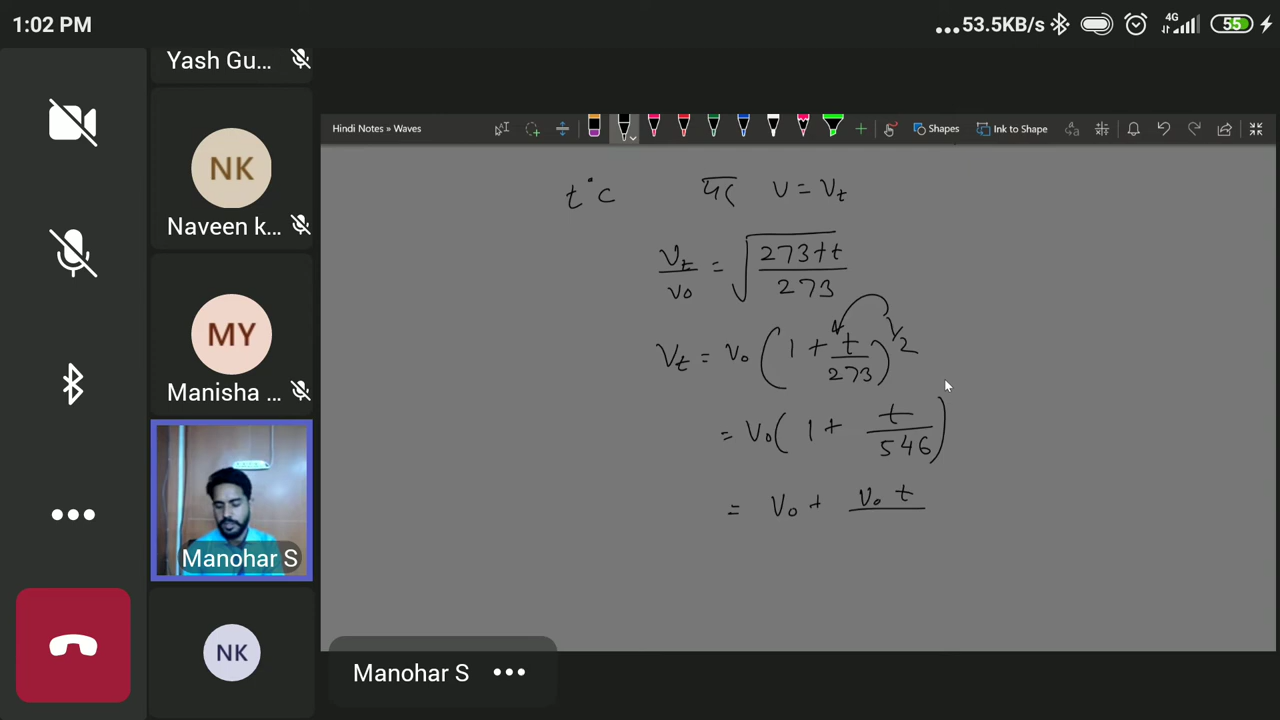 1:02 PM
...53.5KB/s 4G 55
Yash Gu...
NK
Naveen k...
MY
Manisha ...
Manohar S
NK
Manohar S
Hindi Notes » Waves
Shapes
Ink to Shape
t°C पर v = vt
vt/v0 = √(273+t/273)
vt = v0 (1 + t/273)^1/2
= v0 (1 + t/546)
= v0 + v0 t